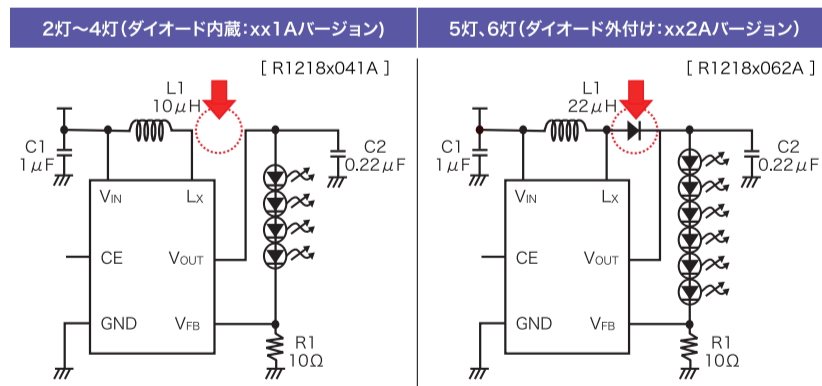 2灯～4灯（ダイオード内蔵：xx1Aバージョン)
5灯、6灯（ダイオード外付け：xx2Aバージョン）
[ R1218x041A ]
L1
10μH
C1
1μF
C2
0.22μF
VIN
LX
CE
VOUT
GND
VFB
R1
10Ω
[ R1218x062A ]
L1
22μH
C1
1μF
C2
0.22μF
VIN
LX
CE
VOUT
GND
VFB
R1
10Ω